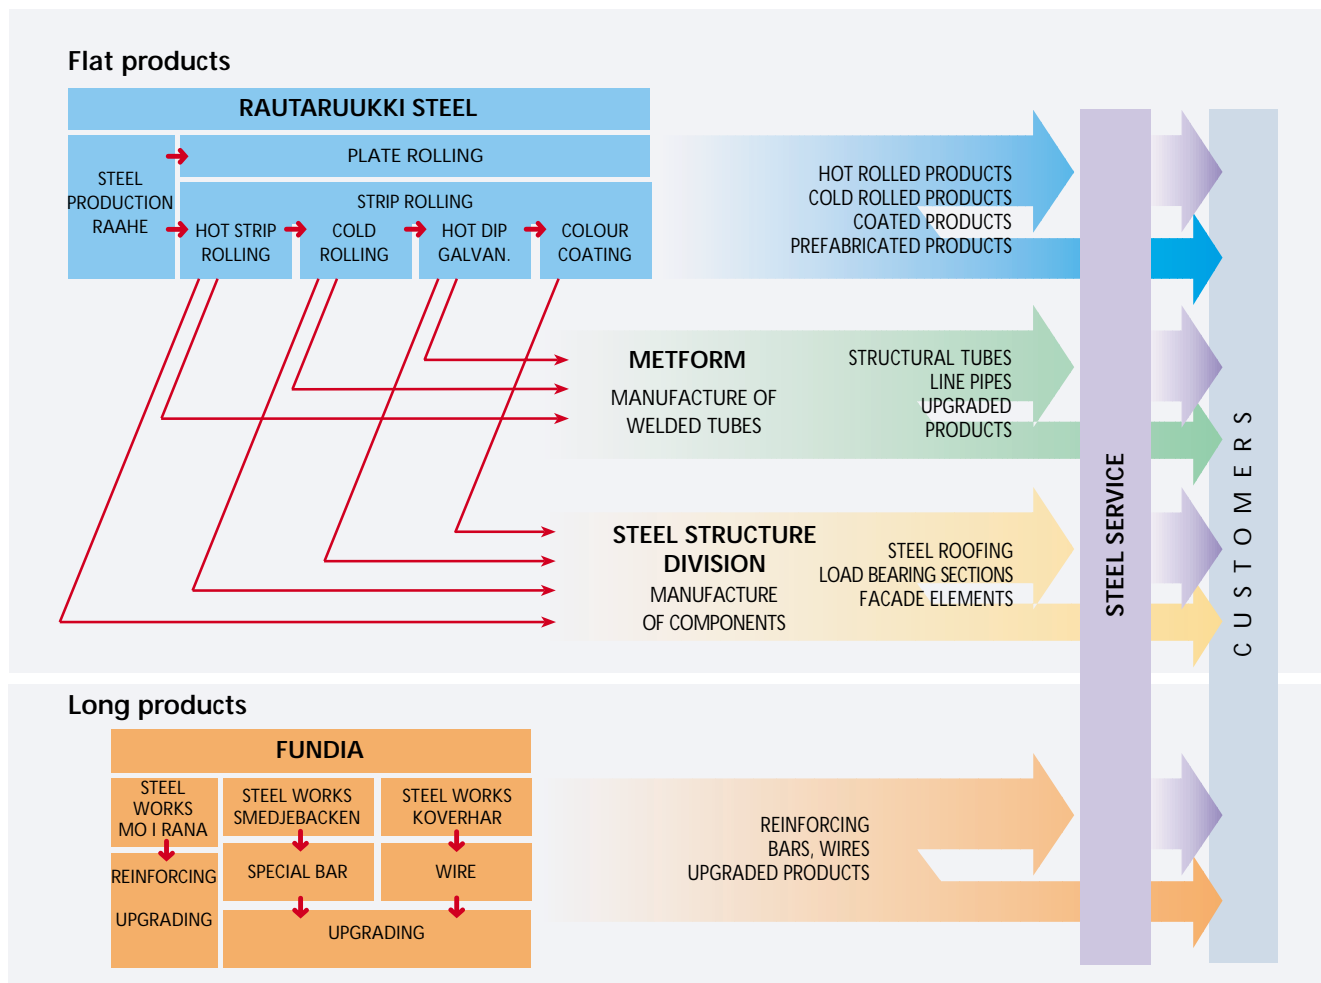 Flat products
RAUTARUUKKI STEEL
STEEL
PRODUCTION
RAAHE
PLATE ROLLING
STRIP ROLLING
HOT STRIP
ROLLING
COLD
ROLLING
HOT DIP
GALVAN.
COLOUR
COATING
HOT ROLLED PRODUCTS
COLD ROLLED PRODUCTS
COATED PRODUCTS
PREFABRICATED PRODUCTS
METFORM
MANUFACTURE OF
WELDED TUBES
STRUCTURAL TUBES
LINE PIPES
UPGRADED
PRODUCTS
STEEL STRUCTURE
DIVISION
MANUFACTURE
OF COMPONENTS
STEEL ROOFING
LOAD BEARING SECTIONS
FACADE ELEMENTS
STEEL SERVICE
CUSTOMERS
Long products
FUNDIA
STEEL
WORKS
MO I RANA
STEEL WORKS
SMEDJEBACKEN
STEEL WORKS
KOVERHAR
REINFORCING
UPGRADING
SPECIAL BAR
WIRE
UPGRADING
REINFORCING
BARS, WIRES
UPGRADED PRODUCTS